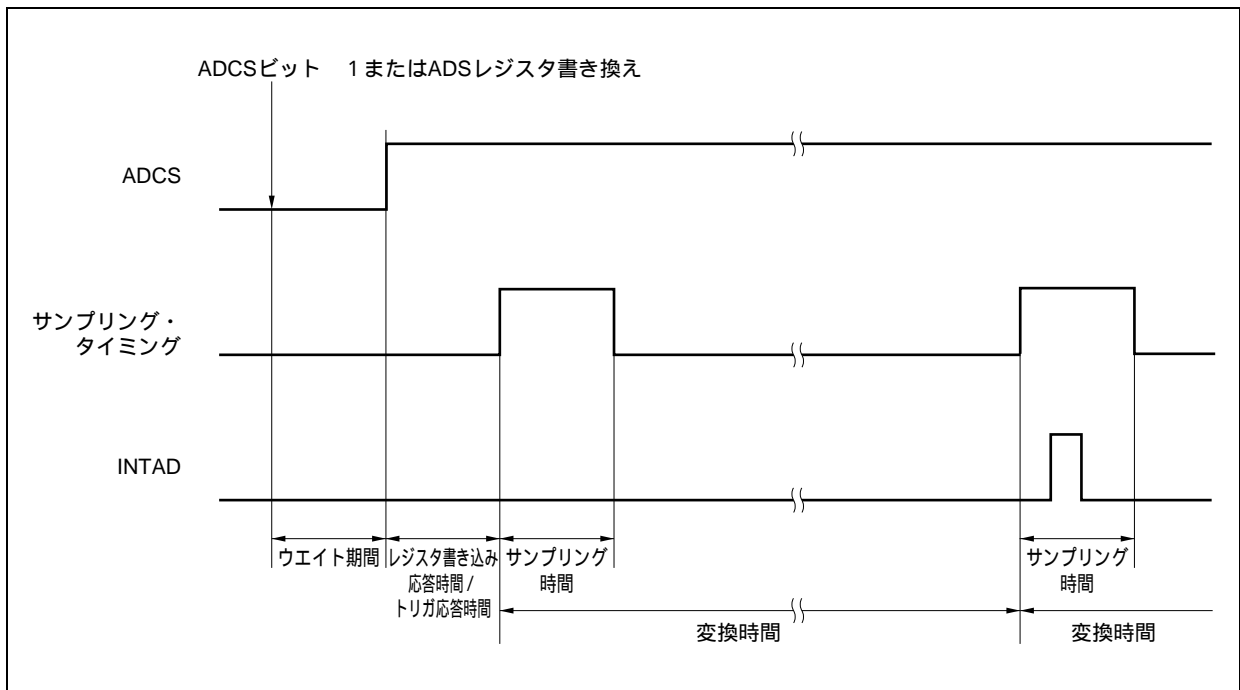 ADCSビット　1またはADSレジスタ書き換え
ADCS
サンプリング・
タイミング
INTAD
ウエイト期間
レジスタ書き込み
応答時間/
トリガ応答時間
サンプリング
時間
サンプリング
時間
変換時間
変換時間